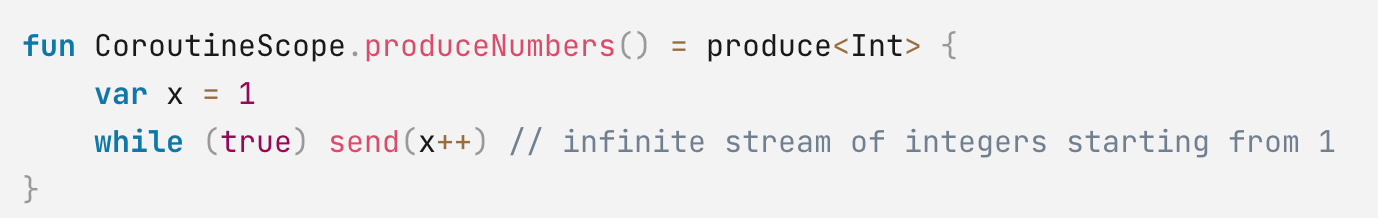 fun CoroutineScope.produceNumbers() = produce<Int> {
    var x = 1
    while (true) send(x++) // infinite stream of integers starting from 1
}